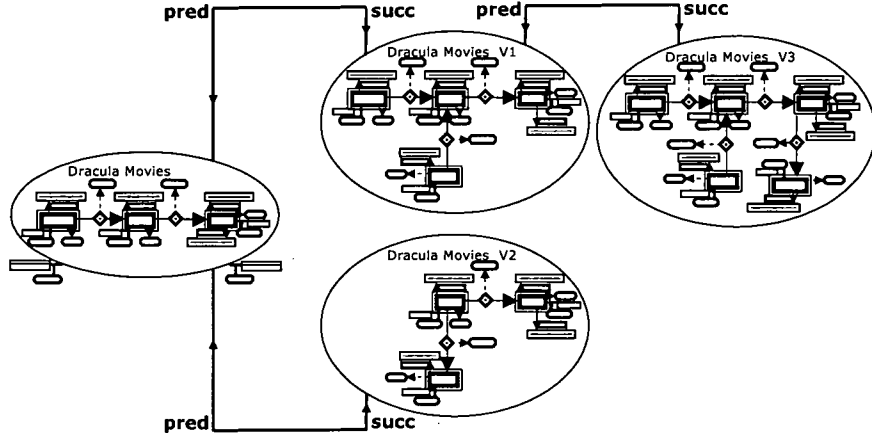 pred succ pred succ
Dracula Movies V1
Dracula Movies V3
Dracula Movies
Dracula Movies V2
pred succ